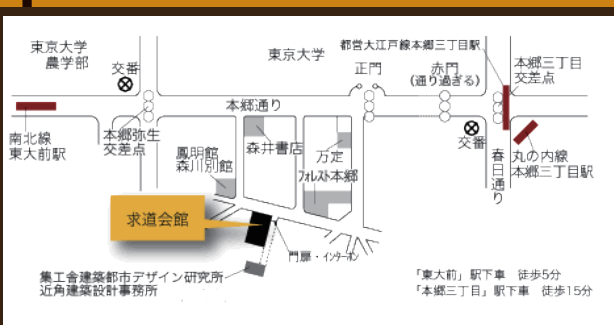 東京大学
農学部
交番
東京大学
都営大江戸線本郷三丁目駅
正門
赤門
(通り過ぎる)
本郷三丁目
交差点
本郷通り
南北線
東大前駅
本郷弥生
交差点
鳳明館
森川別館
森井書店
万定
フォレスト本郷
交番
春日通り
丸の内線
本郷三丁目駅
求道会館
門扉・インターホン
集工舎建築都市デザイン研究所
近角建築設計事務所
「東大前」駅下車 徒歩5分
「本郷三丁目」駅下車 徒歩15分